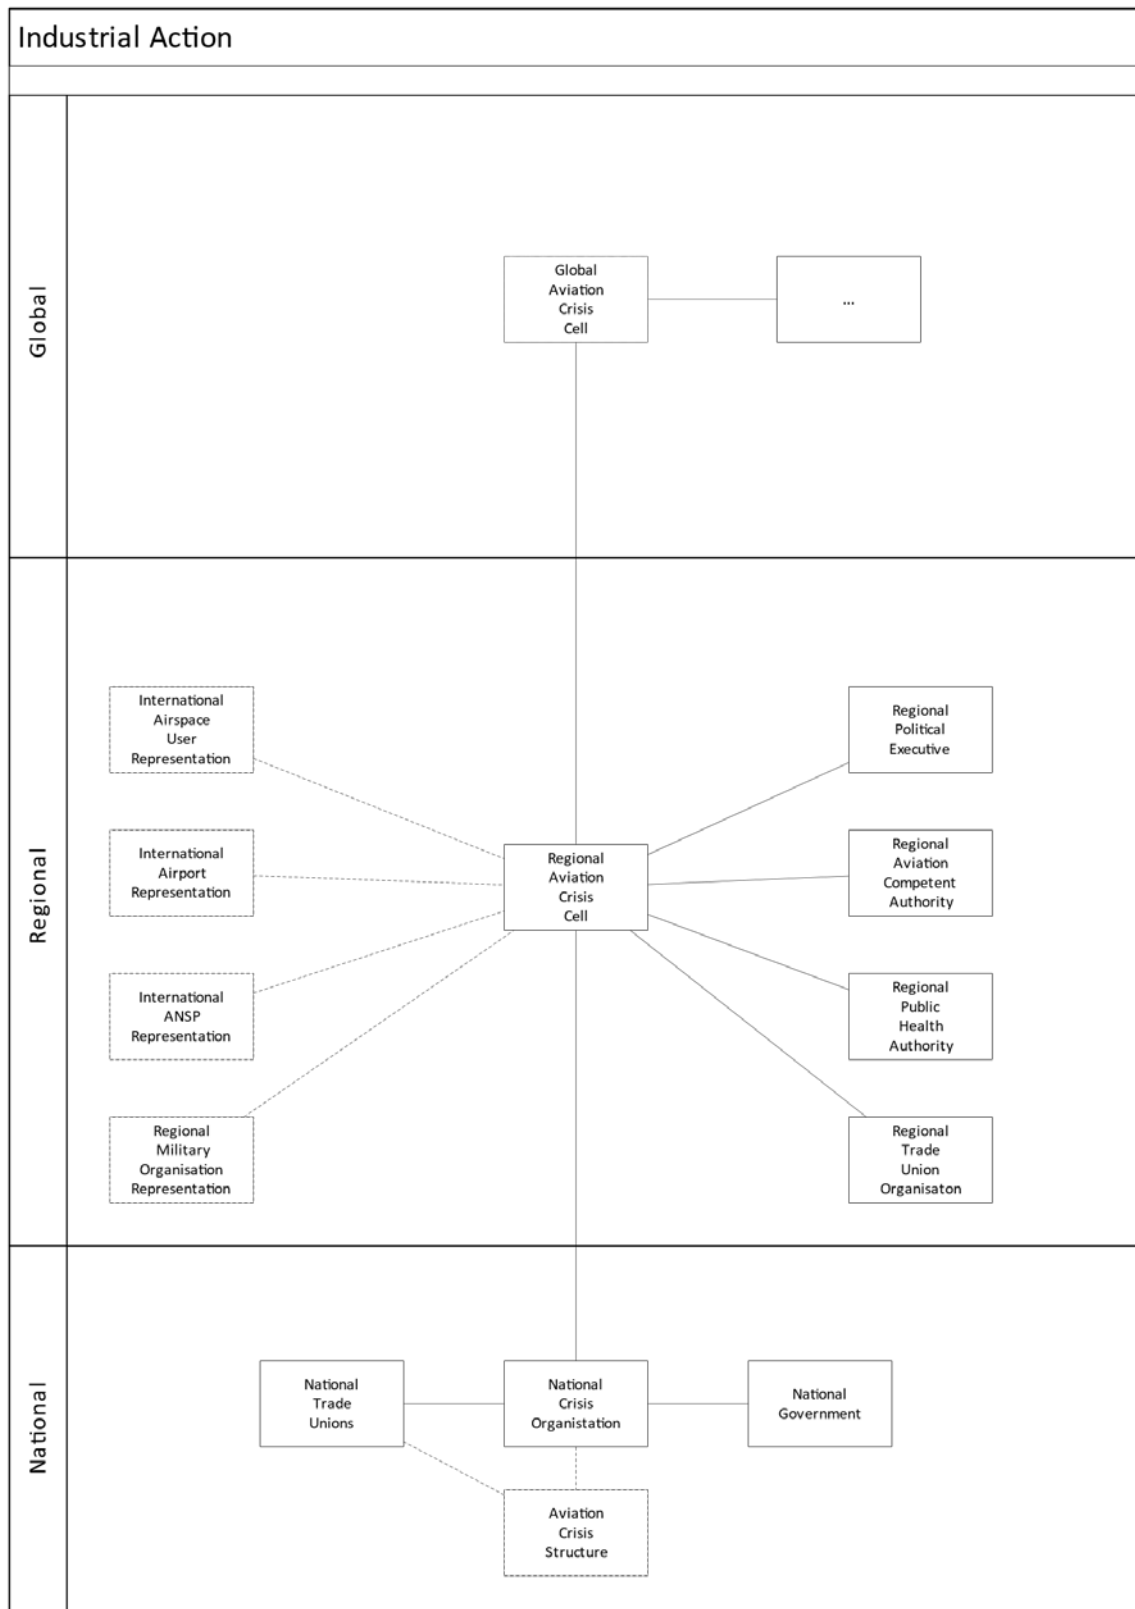 Industrial Action
Global
Global
Aviation
Crisis
Cell
...
Regional
International
Airspace
User
Representation
Regional
Political
Executive
International
Airport
Representation
Regional
Aviation
Crisis
Cell
Regional
Aviation
Competent
Authority
International
ANSP
Representation
Regional
Public
Health
Authority
Regional
Military
Organisation
Representation
Regional
Trade
Union
Organisaton
National
National
Trade
Unions
National
Crisis
Organistation
National
Government
Aviation
Crisis
Structure